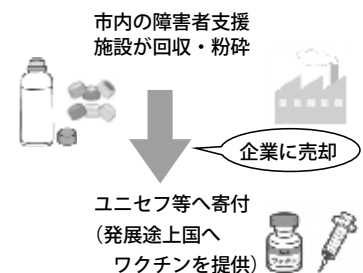 市内の障害者支援
施設が回収・粉砕
企業に売却
ユニセフ等へ寄付
(発展途上国へ
ワクチンを提供)